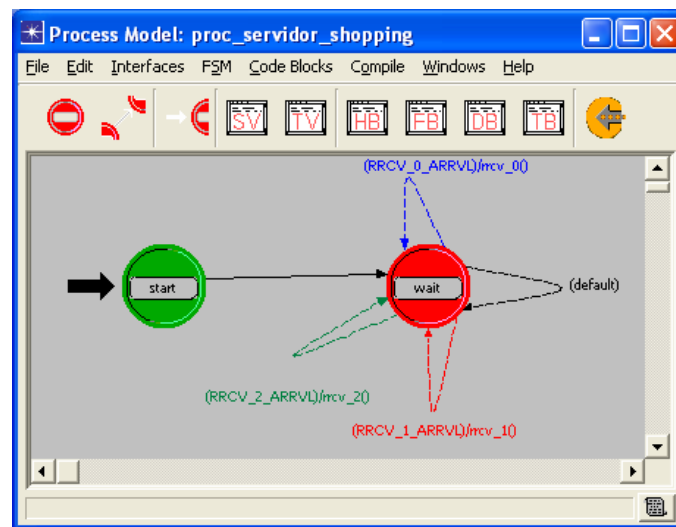 Process Model: proc_servidor_shopping
File Edit Interfaces FSM Code Blocks Compile Windows Help
SV TV HB FB DB TB
(RRCV_0_ARRVL)/rrcv_0()
start
wait
(default)
(RRCV_2_ARRVL)/rrcv_2()
(RRCV_1_ARRVL)/rrcv_1()